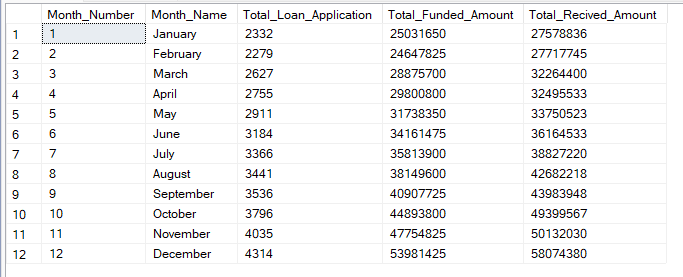 Month_Number Month_Name Total_Loan_Application Total_Funded_Amount Total_Recived_Amount
1 1 January 2332 25031650 27578836
2 2 February 2279 24647825 27717745
3 3 March 2627 28875700 32264400
4 4 April 2755 29800800 32495533
5 5 May 2911 31738350 33750523
6 6 June 3184 34161475 36164533
7 7 July 3366 35813900 38827220
8 8 August 3441 38149600 42682218
9 9 September 3536 40907725 43983948
10 10 October 3796 44893800 49399567
11 11 November 4035 47754825 50132030
12 12 December 4314 53981425 58074380